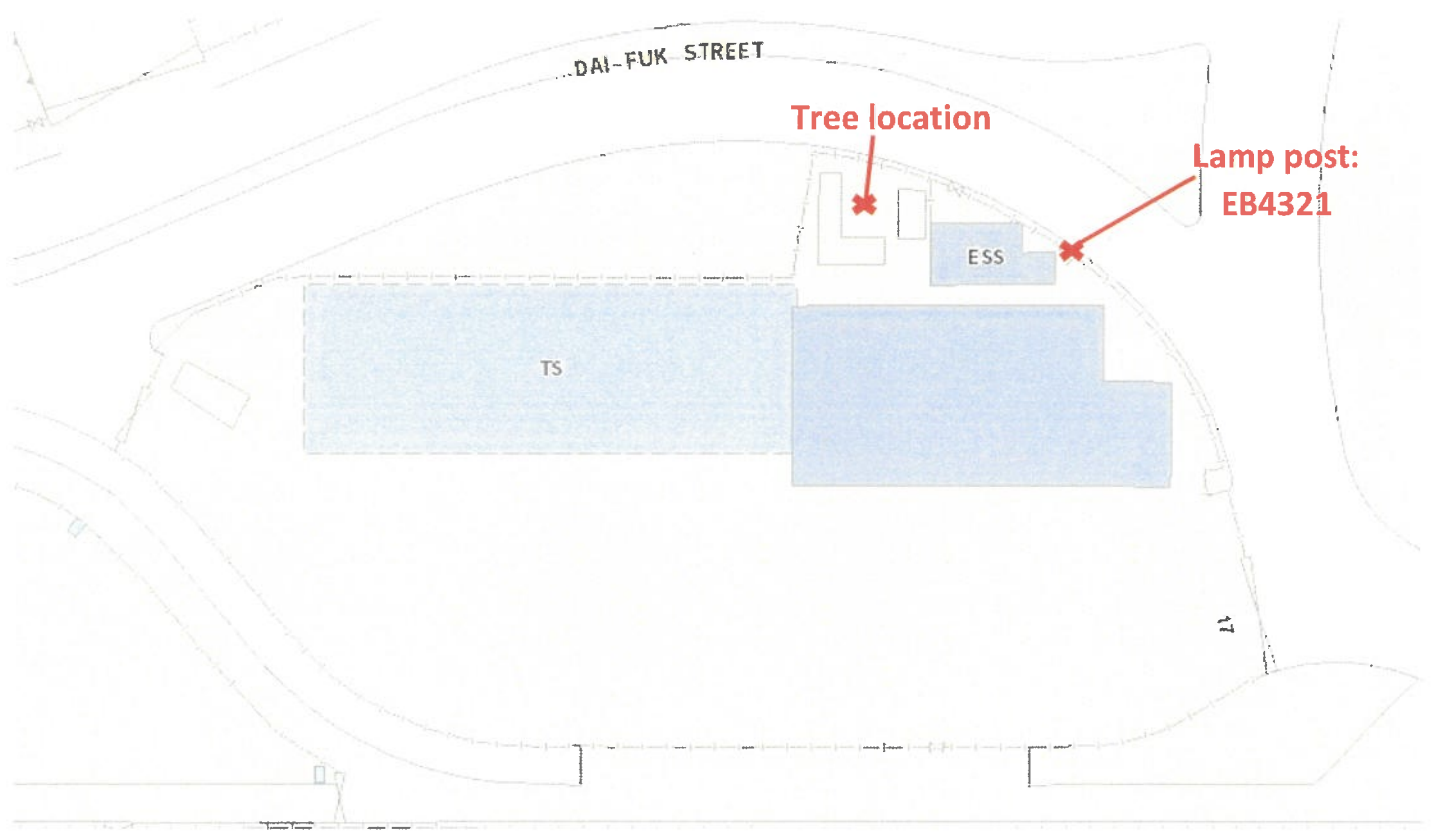 DAI-FUK STREET
Tree location
Lamp post:
EB4321
ESS
TS
17